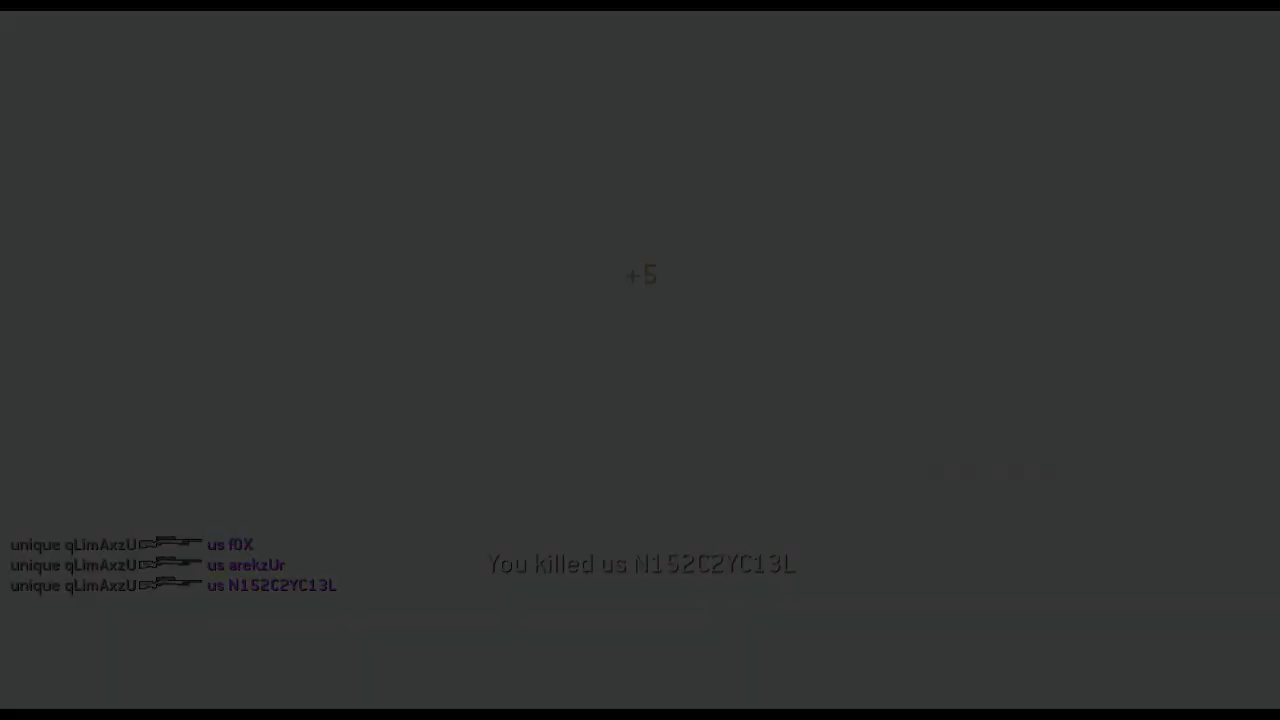 +5
unique qLimAxzU us f0X
unique qLimAxzU us arekzUr
You killed us N152C2YC13L
unique qLimAxzU us N152C2YC13L